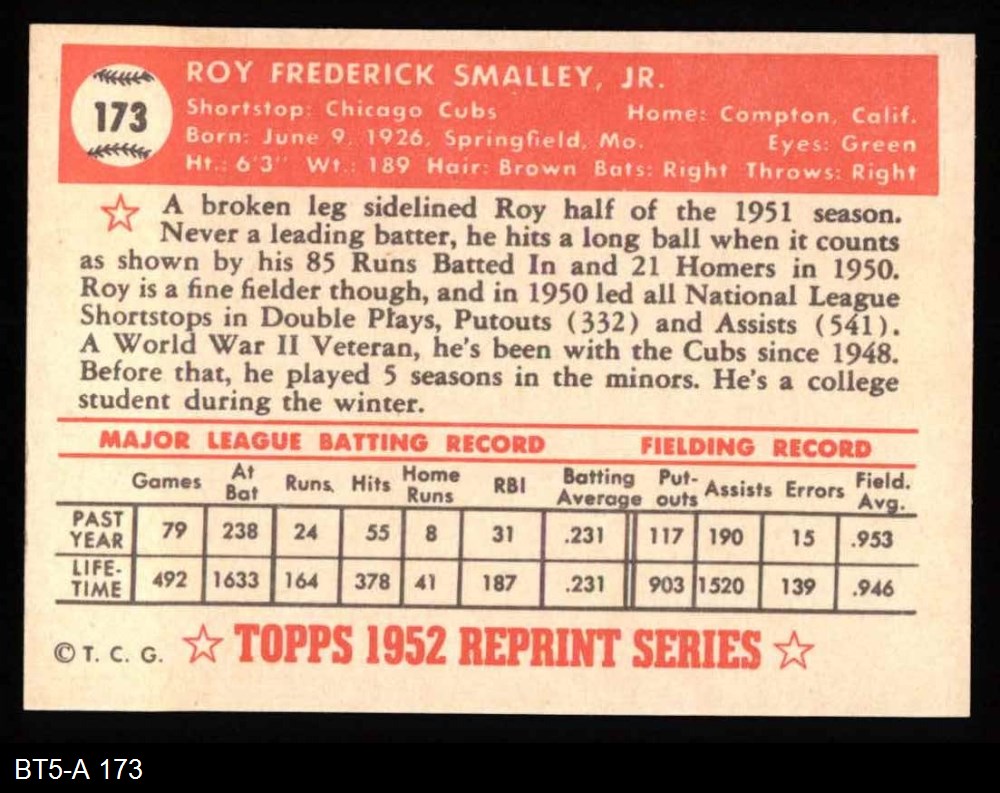 173
ROY FREDERICK SMALLEY, JR.
Shortstop: Chicago Cubs Home: Compton, Calif.
Born: June 9, 1926, Springfield, Mo. Eyes: Green
Ht.: 6'3" Wt.: 189 Hair: Brown Bats: Right Throws: Right
☆ A broken leg sidelined Roy half of the 1951 season.
Never a leading batter, he hits a long ball when it counts
as shown by his 85 Runs Batted In and 21 Homers in 1950.
Roy is a fine fielder though, and in 1950 led all National League
Shortstops in Double Plays, Putouts (332) and Assists (541).
A World War II Veteran, he's been with the Cubs since 1948.
Before that, he played 5 seasons in the minors. He's a college
student during the winter.
MAJOR LEAGUE BATTING RECORD FIELDING RECORD
Games At Bat Runs Hits Home Runs RBI Batting Average Put-outs Assists Errors Field. Avg.
PAST YEAR 79 238 24 55 8 31 .231 117 190 15 .953
LIFE-TIME 492 1633 164 378 41 187 .231 903 1520 139 .946
© T. C. G. ☆ TOPPS 1952 REPRINT SERIES ☆
BT5-A 173